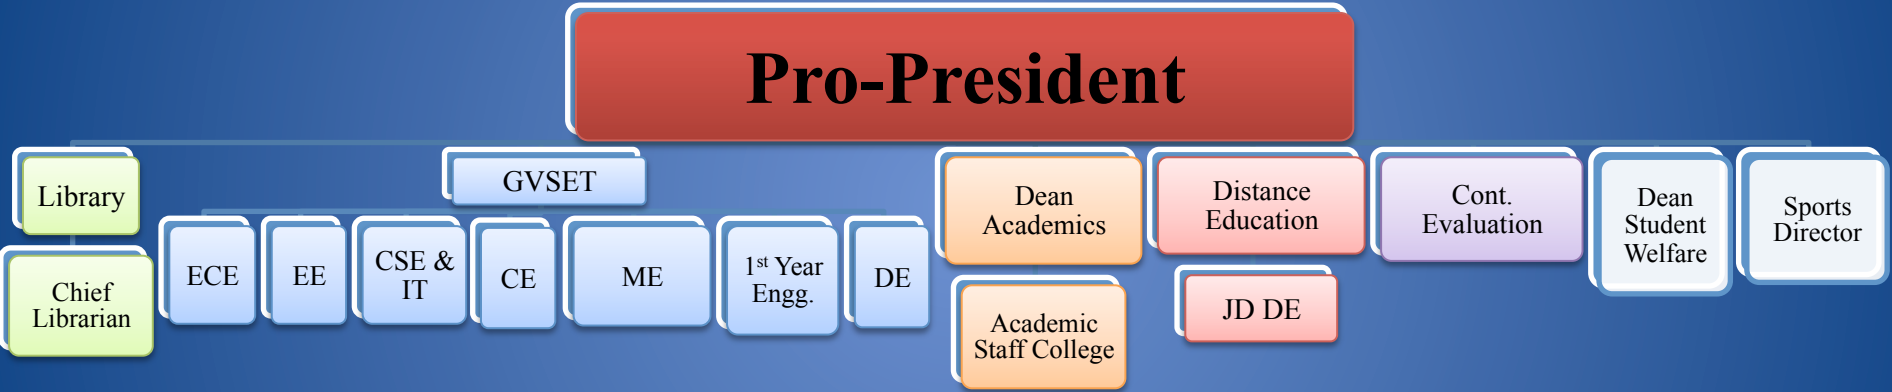 Pro-President
Library
GVSET
Dean
Academics
Distance
Education
Cont.
Evaluation
Dean
Student
Welfare
Sports
Director
Chief
Librarian
ECE
EE
CSE &
IT
CE
ME
1st Year
Engg.
DE
Academic
Staff College
JD DE